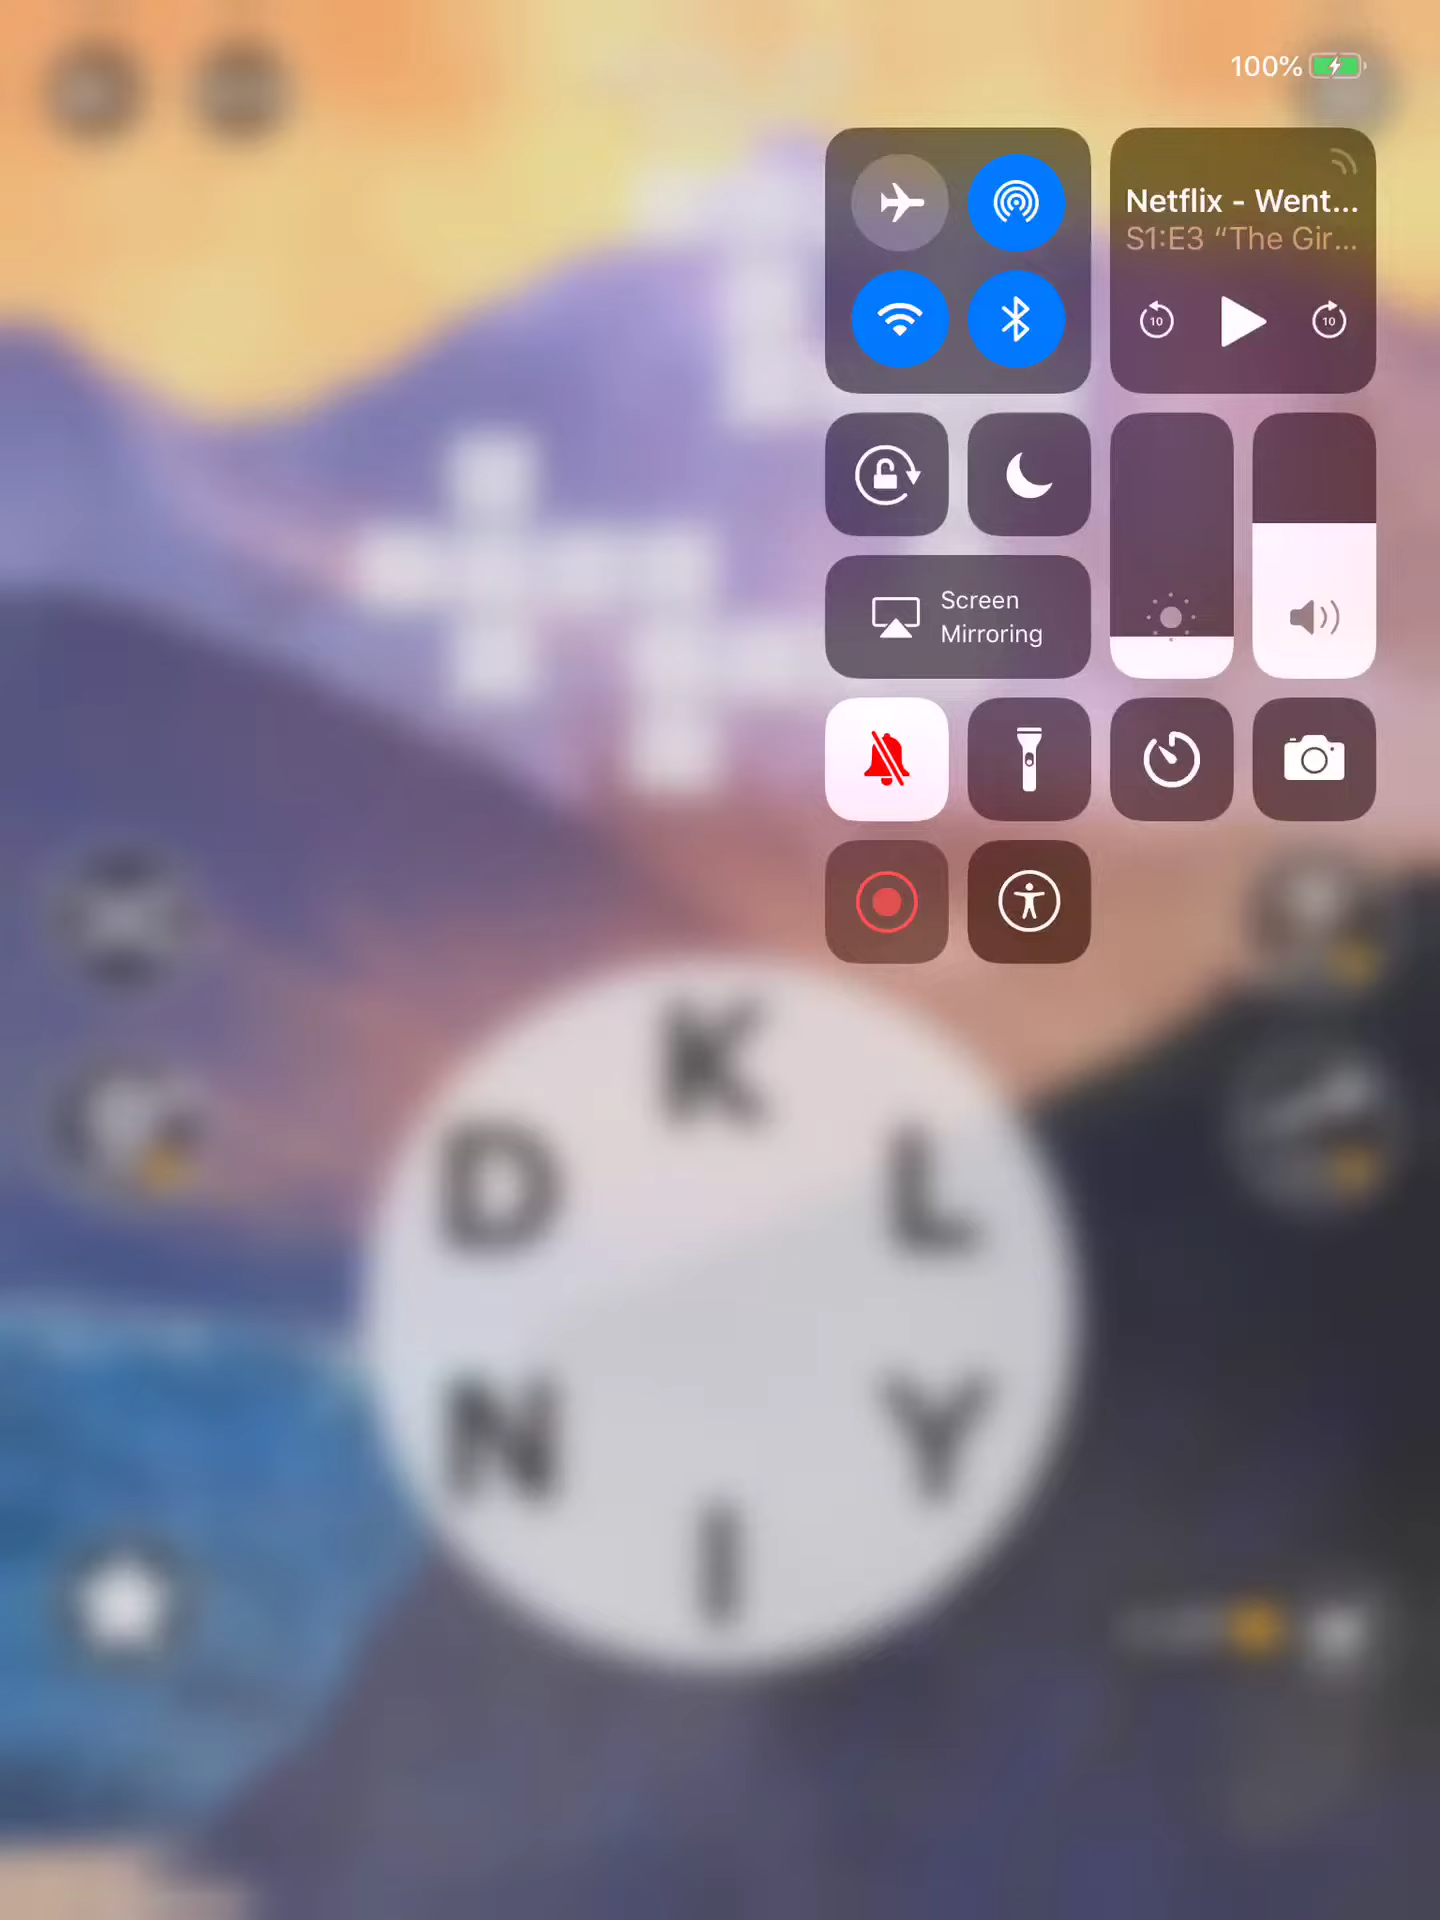 100%
Netflix - Went...
S1:E3 “The Gir...
10
10
Screen
Mirroring
K
D
L
N
Y
I